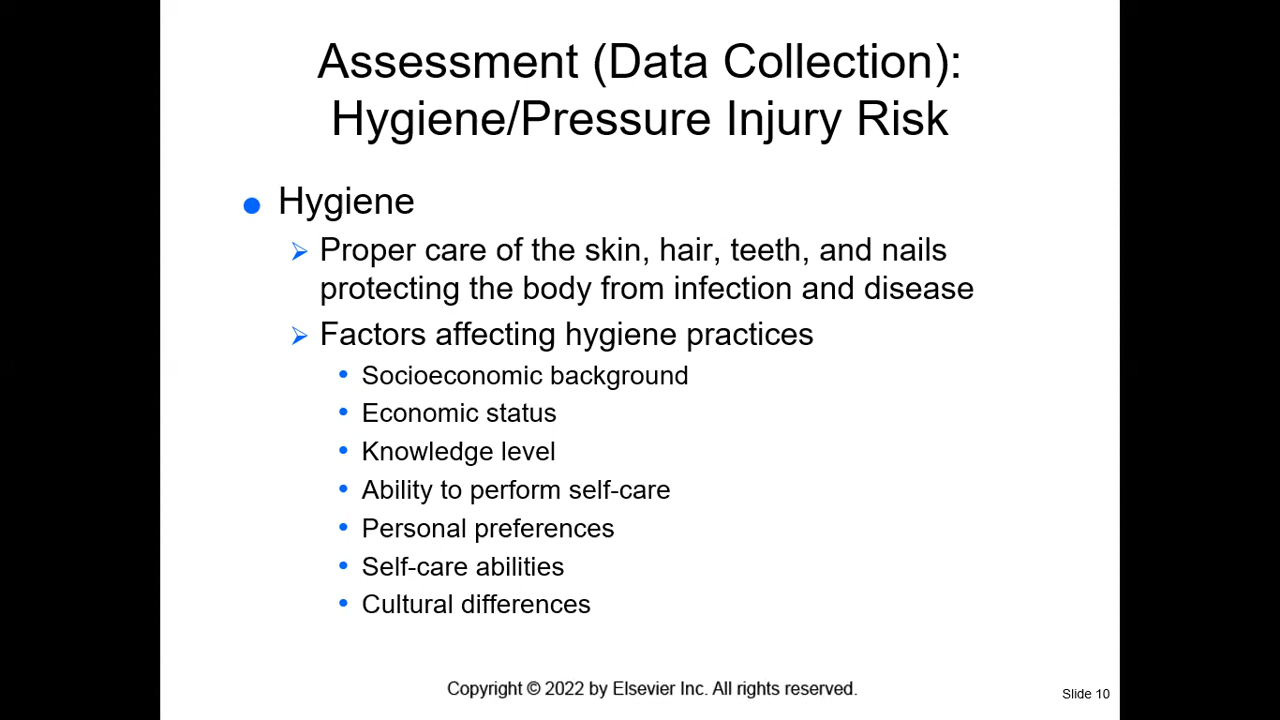 Assessment (Data Collection):
Hygiene/Pressure Injury Risk
Hygiene
Proper care of the skin, hair, teeth, and nails
protecting the body from infection and disease
Factors affecting hygiene practices
Socioeconomic background
Economic status
Knowledge level
Ability to perform self-care
Personal preferences
Self-care abilities
Cultural differences
Copyright © 2022 by Elsevier Inc. All rights reserved.
Slide 10